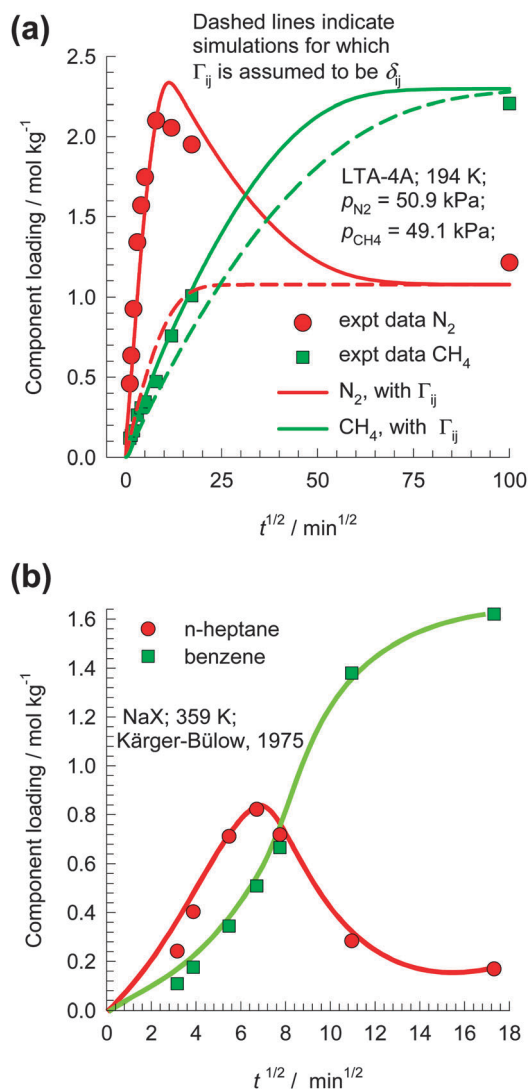 (a)
Dashed lines indicate
simulations for which
Γij is assumed to be δij
2.5
2.0
1.5
1.0
0.5
0.0
Component loading / mol kg-1
LTA-4A; 194 K;
pN2 = 50.9 kPa;
pCH4 = 49.1 kPa;
expt data N2
expt data CH4
N2, with Γij
CH4, with Γij
0 25 50 75 100
t1/2 / min1/2
(b)
1.6
1.4
1.2
1.0
0.8
0.6
0.4
0.2
0.0
Component loading / mol kg-1
n-heptane
benzene
NaX; 359 K;
Kärger-Bülow, 1975
0 2 4 6 8 10 12 14 16 18
t1/2 / min1/2